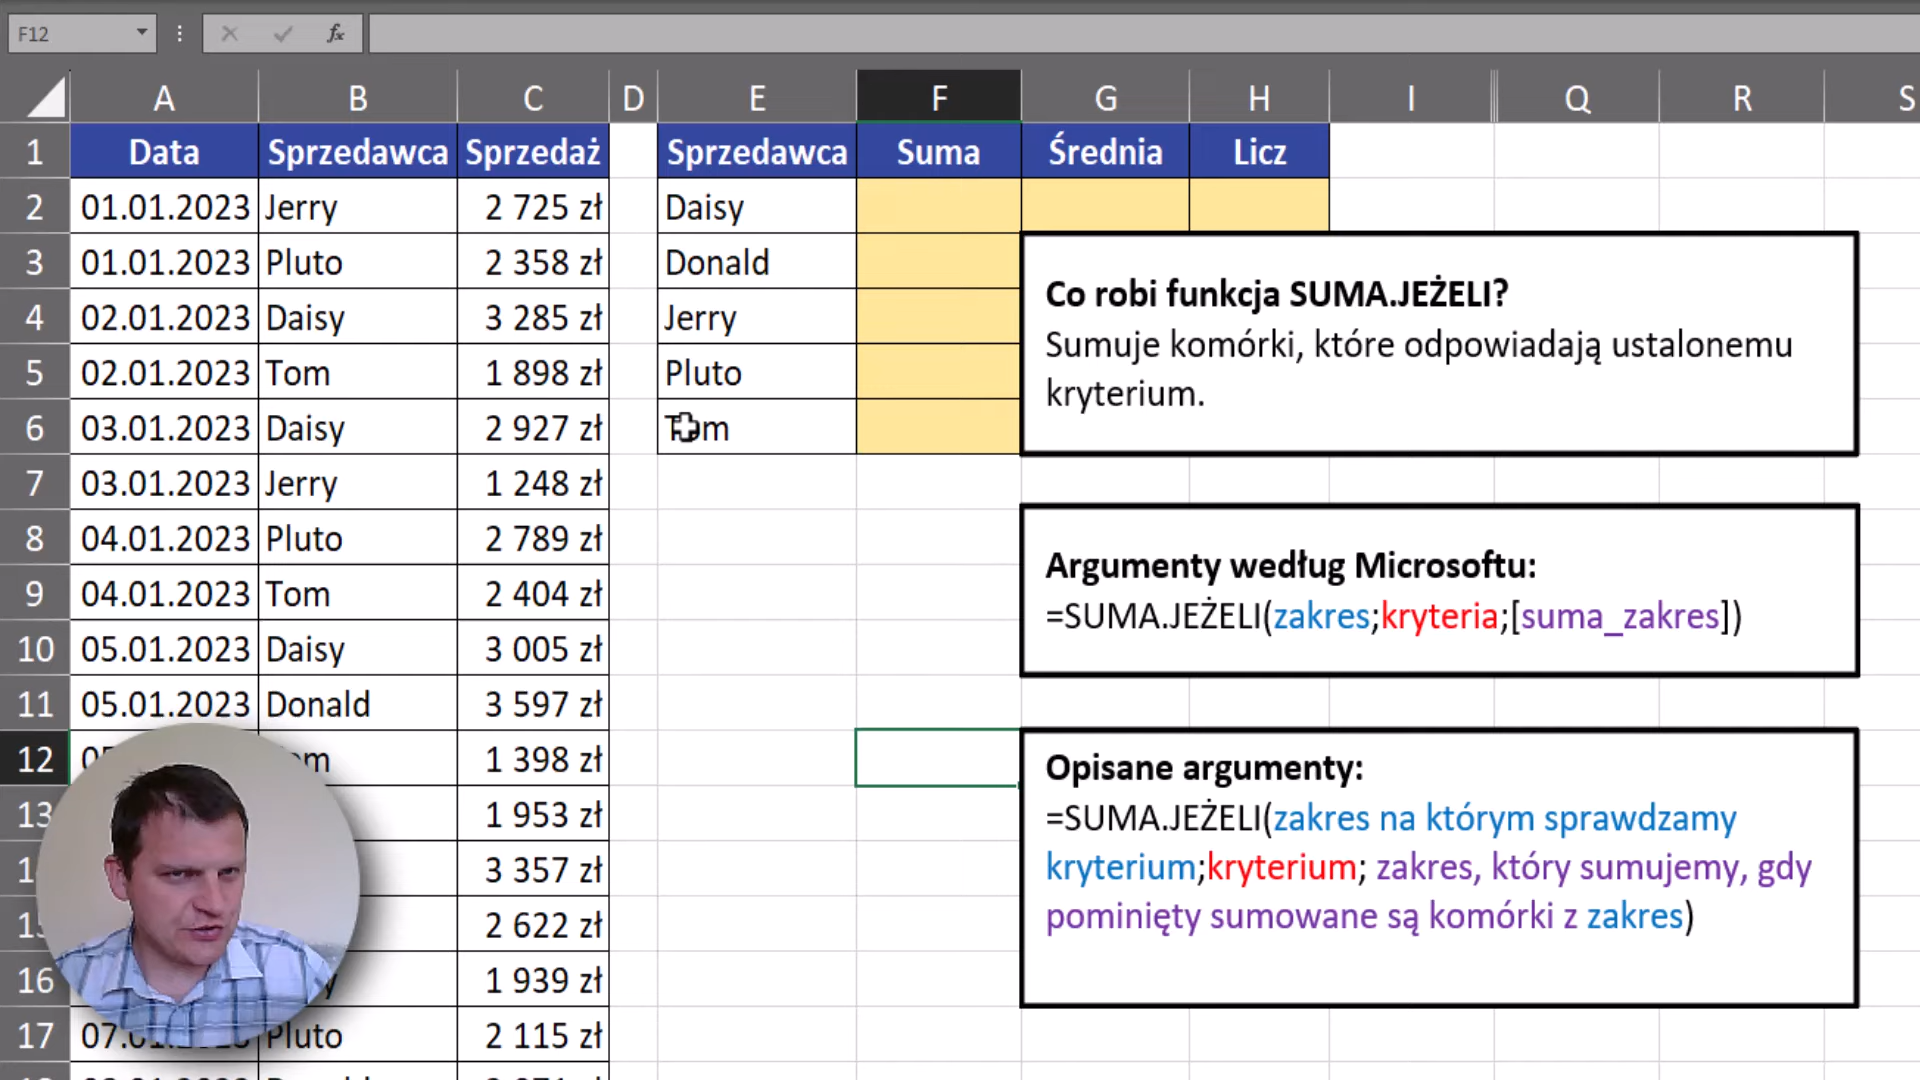 F12
fx
A B C D E F G H I Q R S
1 Data Sprzedawca Sprzedaż Sprzedawca Suma Średnia Licz
2 01.01.2023 Jerry 2 725 zł Daisy
3 01.01.2023 Pluto 2 358 zł Donald
4 02.01.2023 Daisy 3 285 zł Jerry
5 02.01.2023 Tom 1 898 zł Pluto
6 03.01.2023 Daisy 2 927 zł Tom
7 03.01.2023 Jerry 1 248 zł
8 04.01.2023 Pluto 2 789 zł
9 04.01.2023 Tom 2 404 zł
10 05.01.2023 Daisy 3 005 zł
11 05.01.2023 Donald 3 597 zł
12 1 398 zł
13 1 953 zł
3 357 zł
2 622 zł
16 1 939 zł
17 Pluto 2 115 zł
Co robi funkcja SUMA.JEŻELI?
Sumuje komórki, które odpowiadają ustalonemu
kryterium.
Argumenty według Microsoftu:
=SUMA.JEŻELI(zakres;kryteria;[suma_zakres])
Opisane argumenty:
=SUMA.JEŻELI(zakres na którym sprawdzamy
kryterium;kryterium; zakres, który sumujemy, gdy
pominięty sumowane są komórki z zakres)